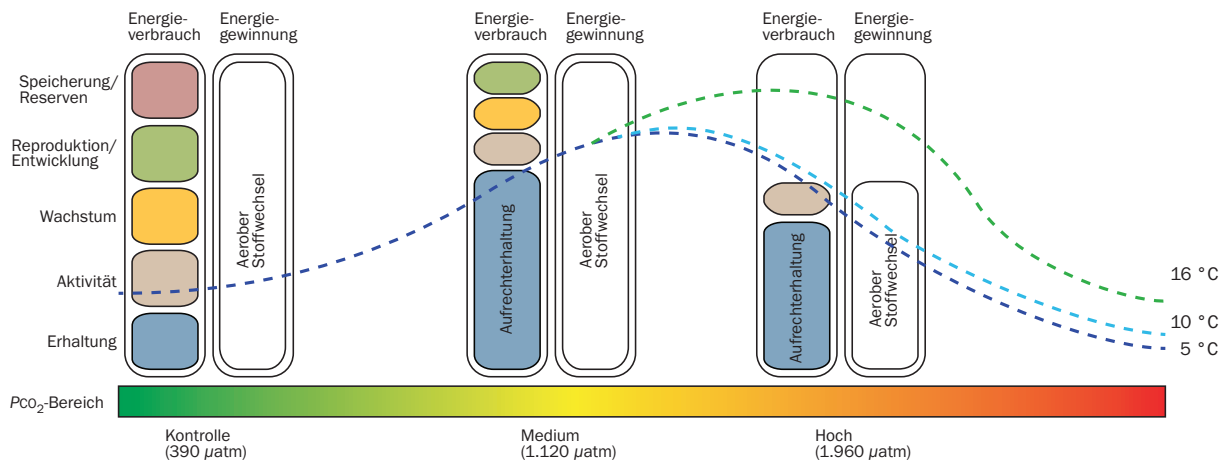 Energie-
verbrauch
Energie-
gewinnung
Energie-
verbrauch
Energie-
gewinnung
Energie-
verbrauch
Energie-
gewinnung
Speicherung/
Reserven
Reproduktion/
Entwicklung
Wachstum
Aktivität
Erhaltung
Aerober
Stoffwechsel
Aufrechterhaltung
Aerober
Stoffwechsel
Aufrechterhaltung
Aerober
Stoffwechsel
16 °C
10 °C
5 °C
PCO₂-Bereich
Kontrolle
(390 µatm)
Medium
(1.120 µatm)
Hoch
(1.960 µatm)